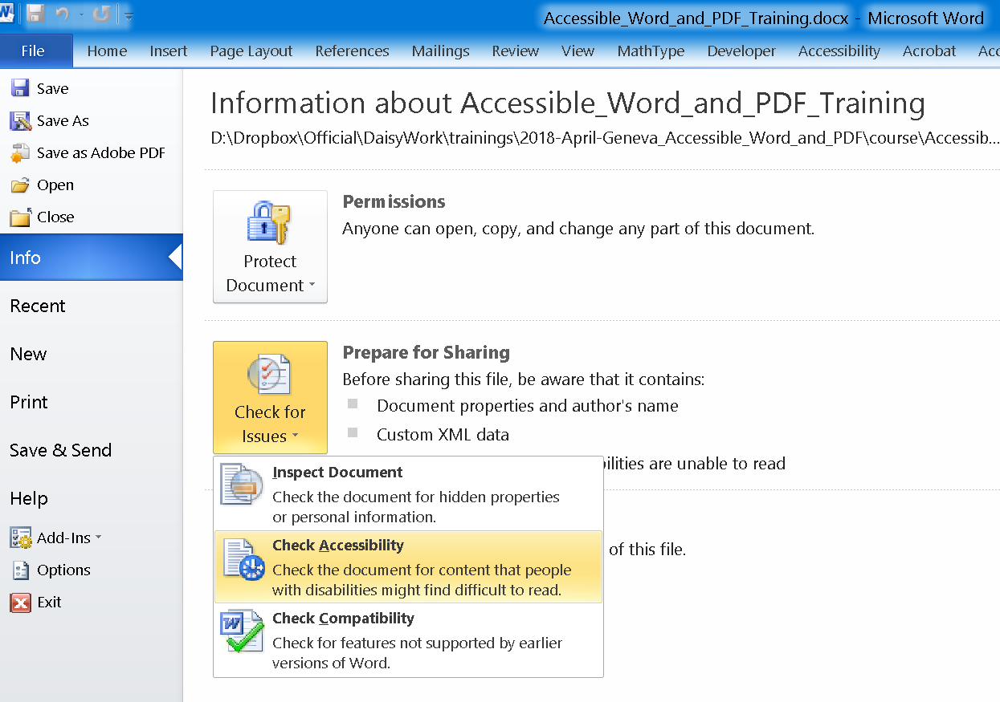 Accessible_Word_and_PDF_Training.docx - Microsoft Word
File Home Insert Page Layout References Mailings Review View MathType Developer Accessibility Acrobat
Save
Save As
Save as Adobe PDF
Open
Close
Info
Recent
New
Print
Save & Send
Help
Add-Ins
Options
Exit
Information about Accessible_Word_and_PDF_Training
D:\Dropbox\Official\DaisyWork\trainings\2018-April-Geneva_Accessible_Word_and_PDF\course\Accessib...
Protect
Document
Permissions
Anyone can open, copy, and change any part of this document.
Check for
Issues
Prepare for Sharing
Before sharing this file, be aware that it contains:
Document properties and author's name
Custom XML data
are unable to read
of this file.
Inspect Document
Check the document for hidden properties
or personal information.
Check Accessibility
Check the document for content that people
with disabilities might find difficult to read.
Check Compatibility
Check for features not supported by earlier
versions of Word.